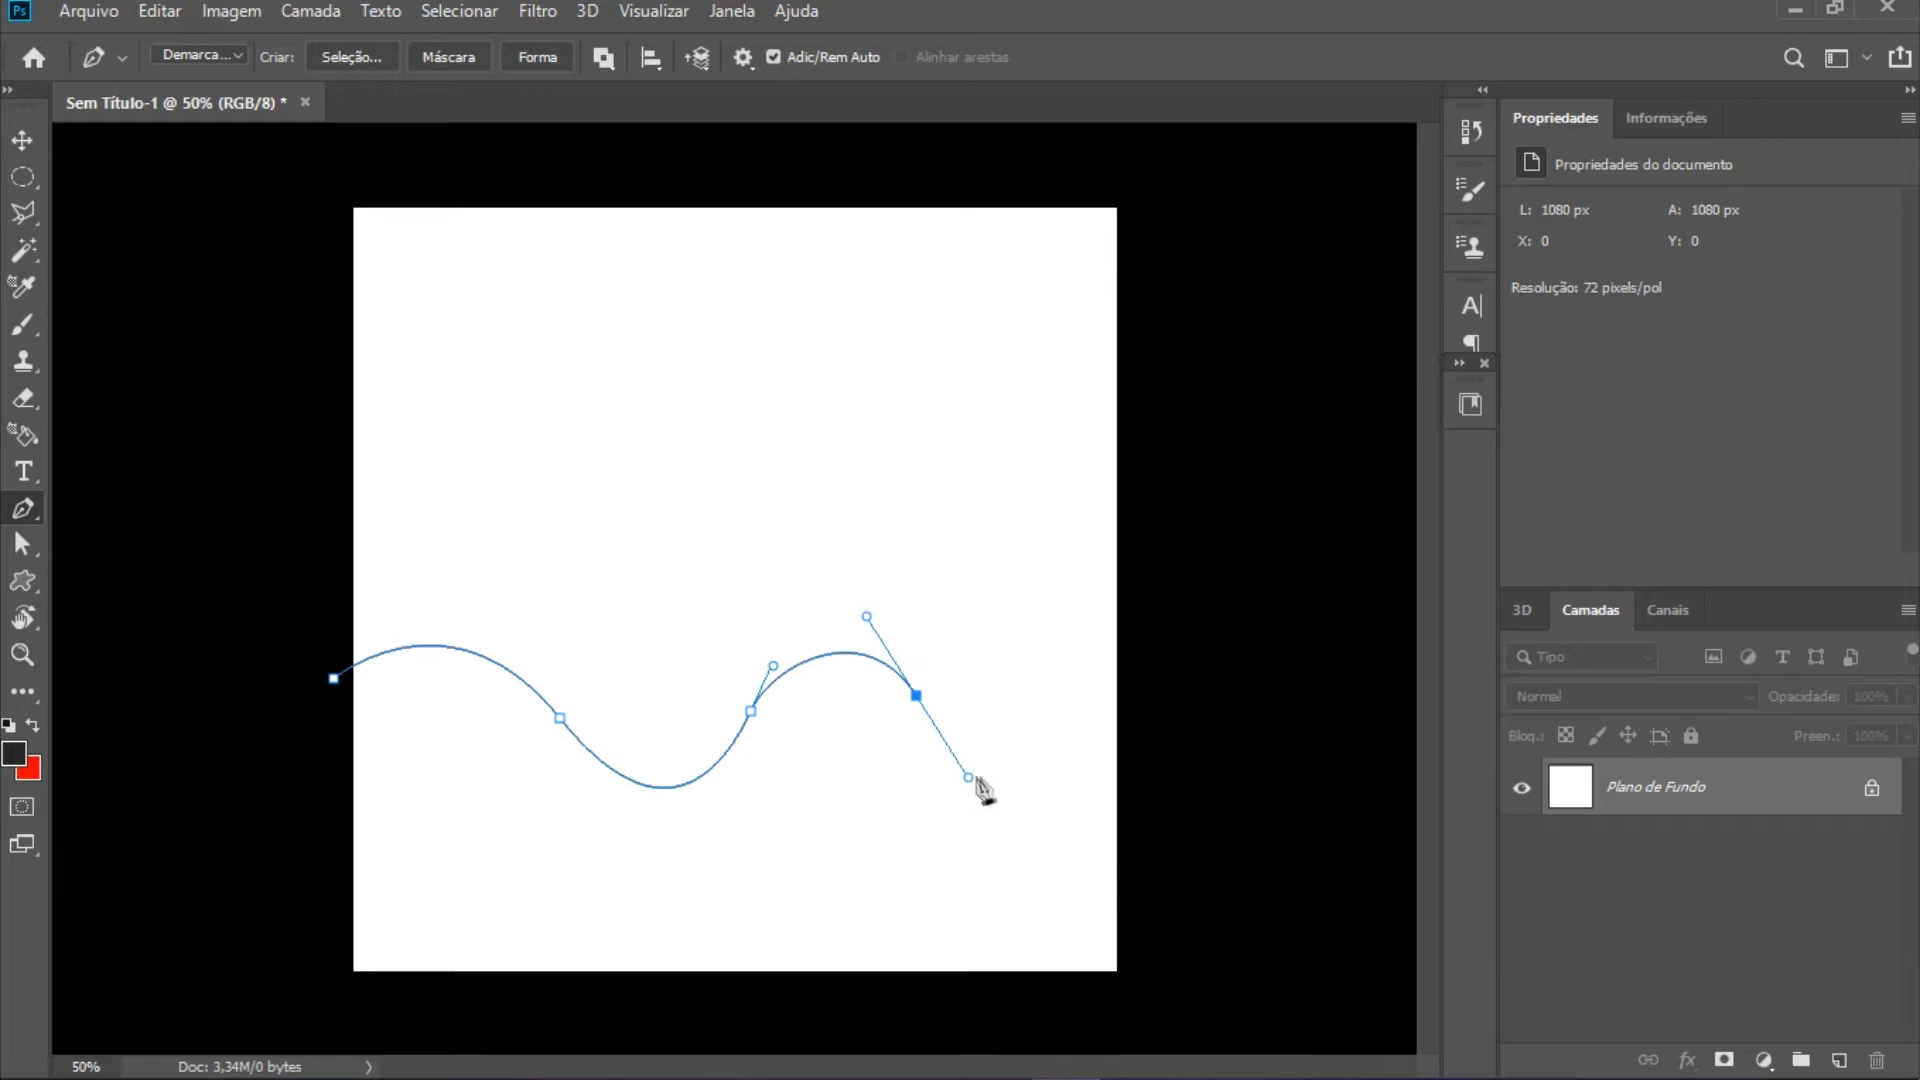 Ps Arquivo Editar Imagem Camada Texto Selecionar Filtro 3D Visualizar Janela Ajuda
Demarca... Criar: Seleção... Máscara Forma Adic/Rem Auto Alinhar arestas
Sem Título-1 @ 50% (RGB/8) *
Propriedades Informações
Propriedades do documento
L: 1080 px A: 1080 px
X: 0 Y: 0
Resolução: 72 pixels/pol
3D Camadas Canais
Tipo
Normal Opacidade: 100%
Bloq.: Preen.: 100%
Plano de Fundo
50% Doc: 3,34M/0 bytes